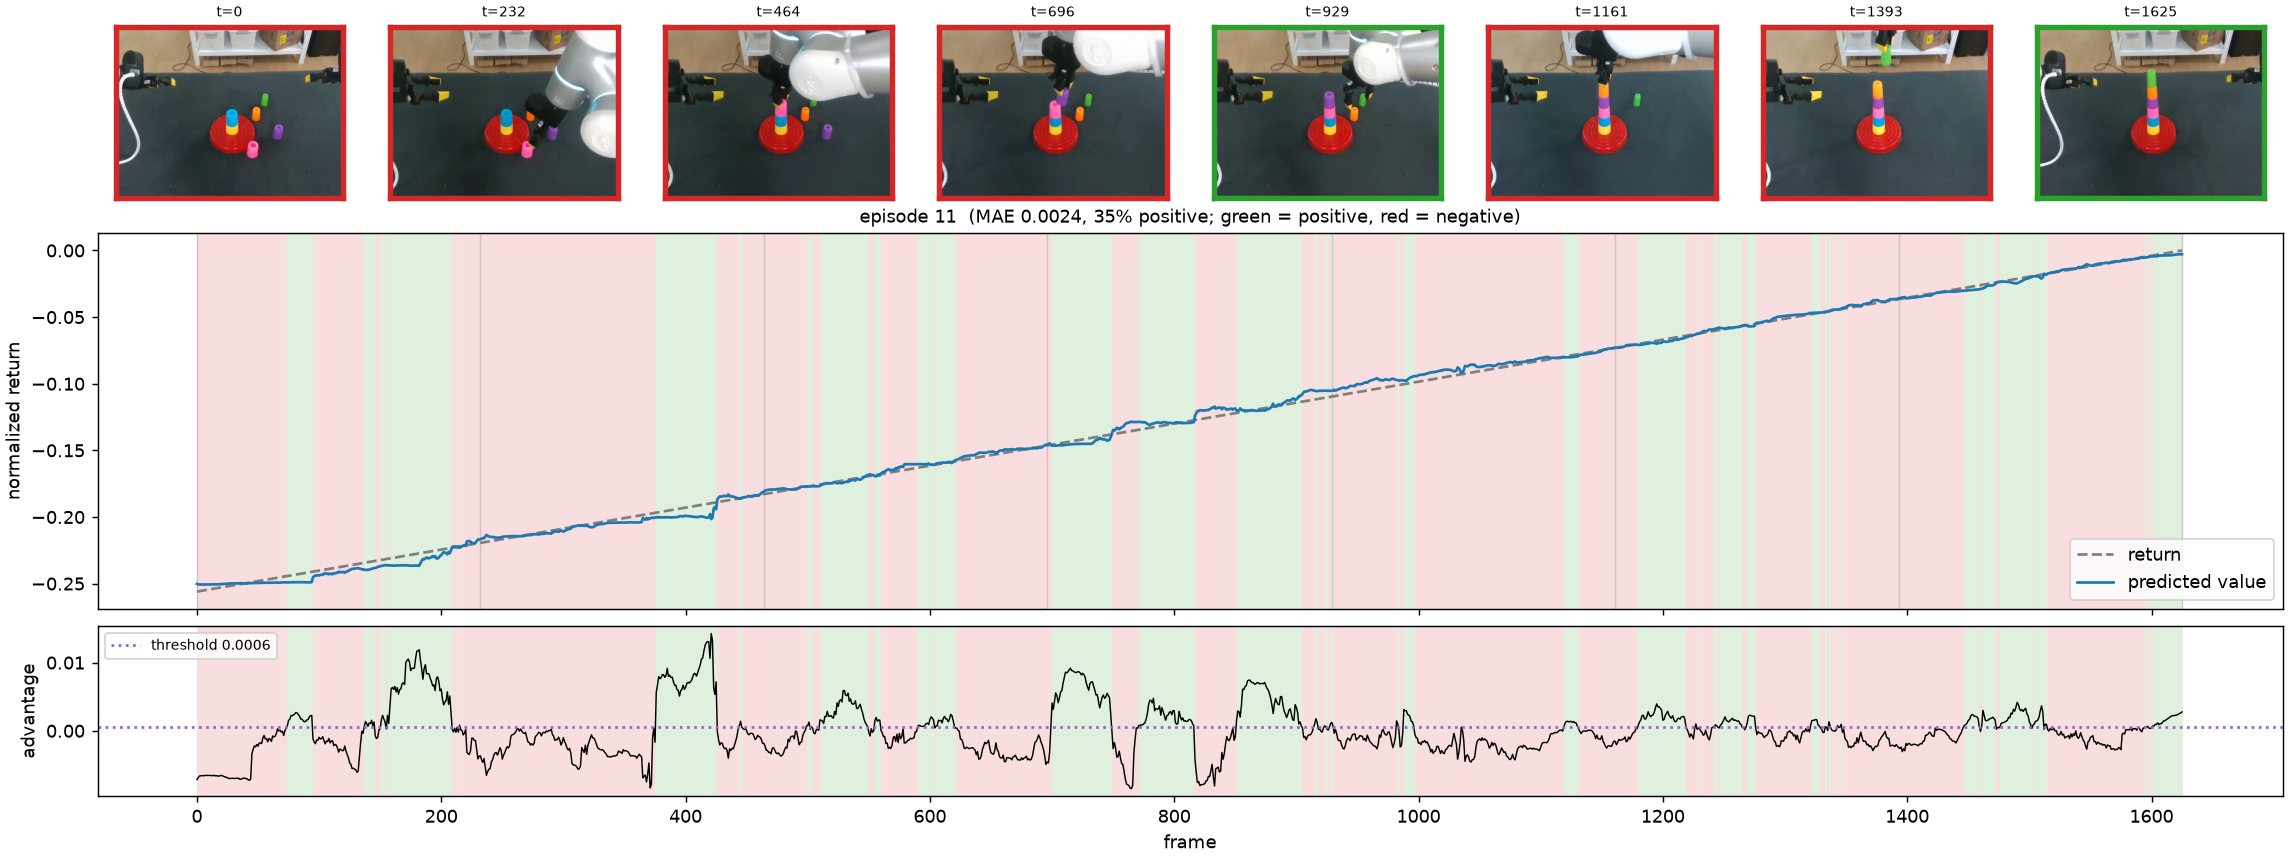 t=0
t=232
t=464
t=696
t=929
t=1161
t=1393
t=1625
episode 11  (MAE 0.0024, 35% positive; green = positive, red = negative)
normalized return
0.00
−0.05
−0.10
−0.15
−0.20
−0.25
return
predicted value
advantage
threshold 0.0006
0.01
0.00
0
200
400
600
800
1000
1200
1400
1600
frame